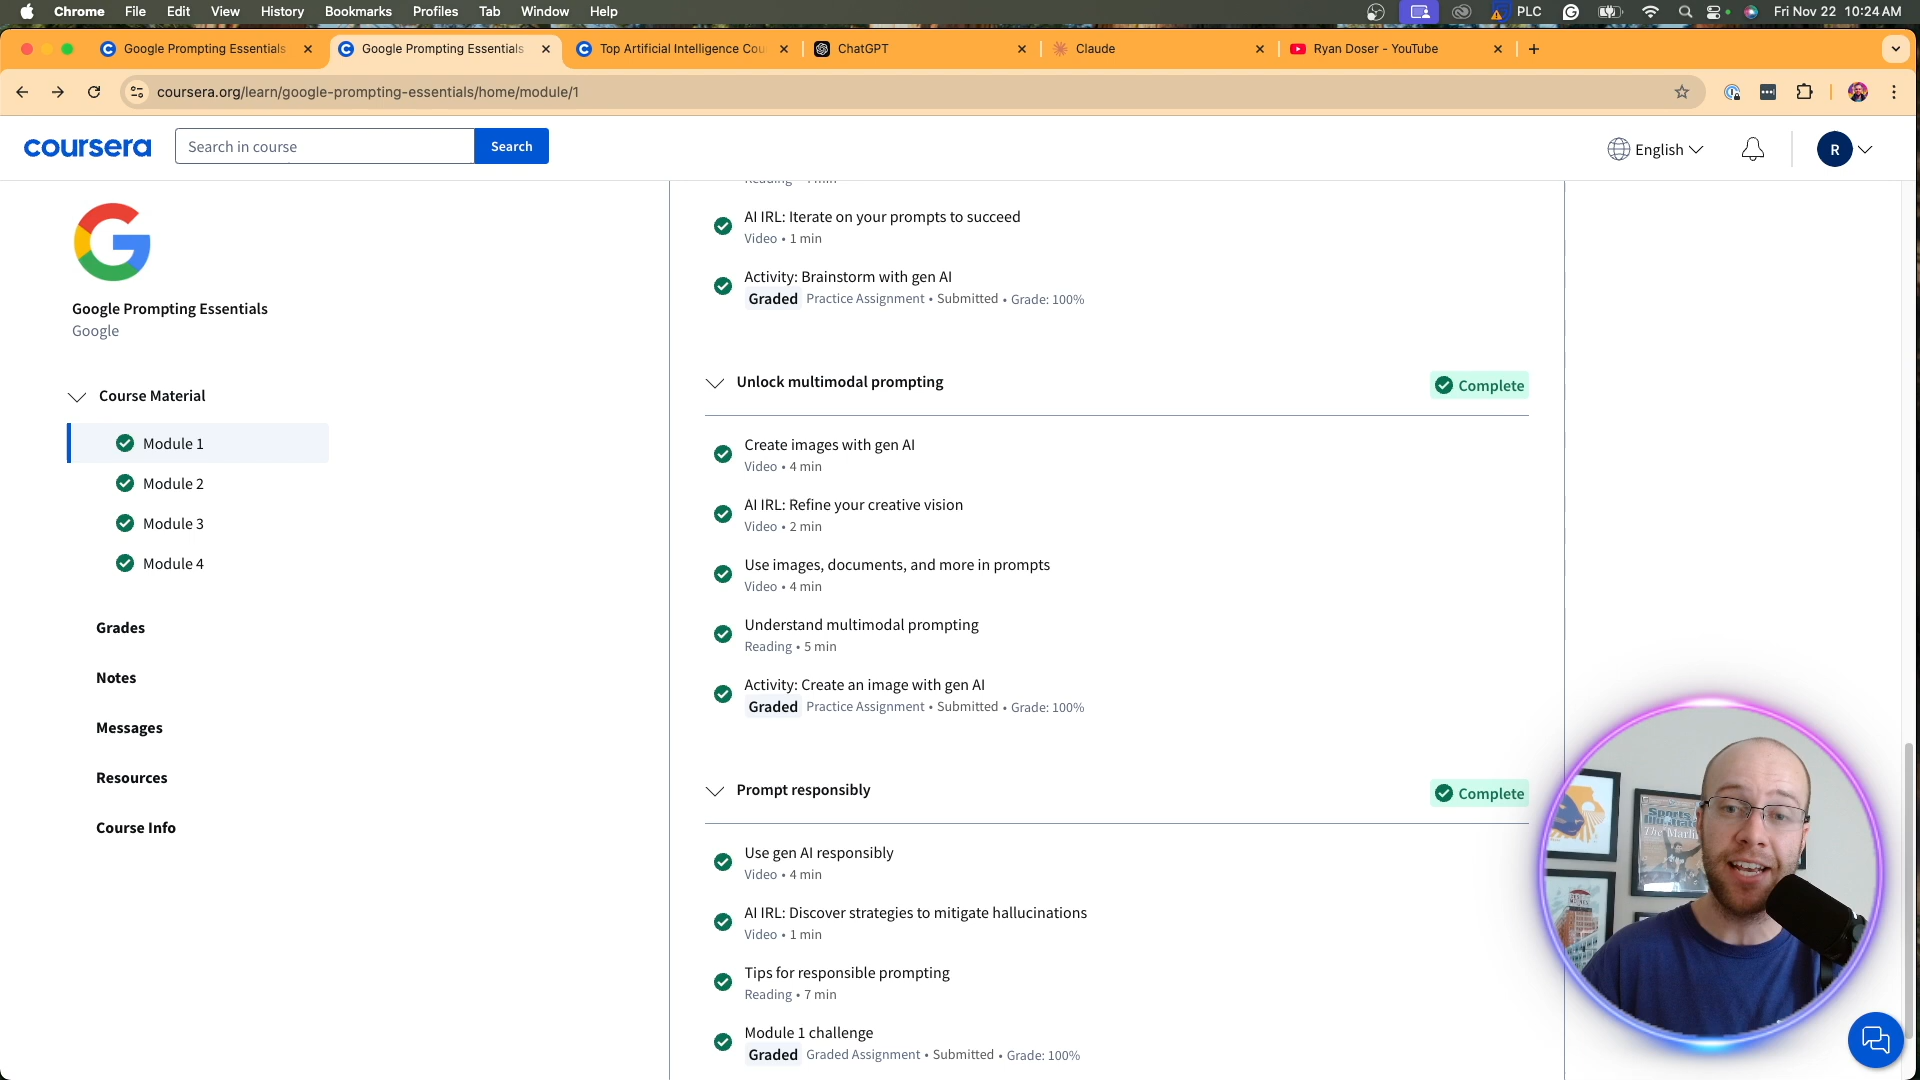 Chrome File Edit View History Bookmarks Profiles Tab Window Help PLC Fri Nov 22 10:24 AM
Google Prompting Essentials Google Prompting Essentials Top Artificial Intelligence Cou ChatGPT Claude Ryan Doser - YouTube
coursera.org/learn/google-prompting-essentials/home/module/1
coursera Search in course Search English R
Google Prompting Essentials
Google
Course Material
Module 1
Module 2
Module 3
Module 4
Grades
Notes
Messages
Resources
Course Info
AI IRL: Iterate on your prompts to succeed
Video • 1 min
Activity: Brainstorm with gen AI
Graded Practice Assignment • Submitted • Grade: 100%
Unlock multimodal prompting Complete
Create images with gen AI
Video • 4 min
AI IRL: Refine your creative vision
Video • 2 min
Use images, documents, and more in prompts
Video • 4 min
Understand multimodal prompting
Reading • 5 min
Activity: Create an image with gen AI
Graded Practice Assignment • Submitted • Grade: 100%
Prompt responsibly Complete
Use gen AI responsibly
Video • 4 min
AI IRL: Discover strategies to mitigate hallucinations
Video • 1 min
Tips for responsible prompting
Reading • 7 min
Module 1 challenge
Graded Graded Assignment • Submitted • Grade: 100%